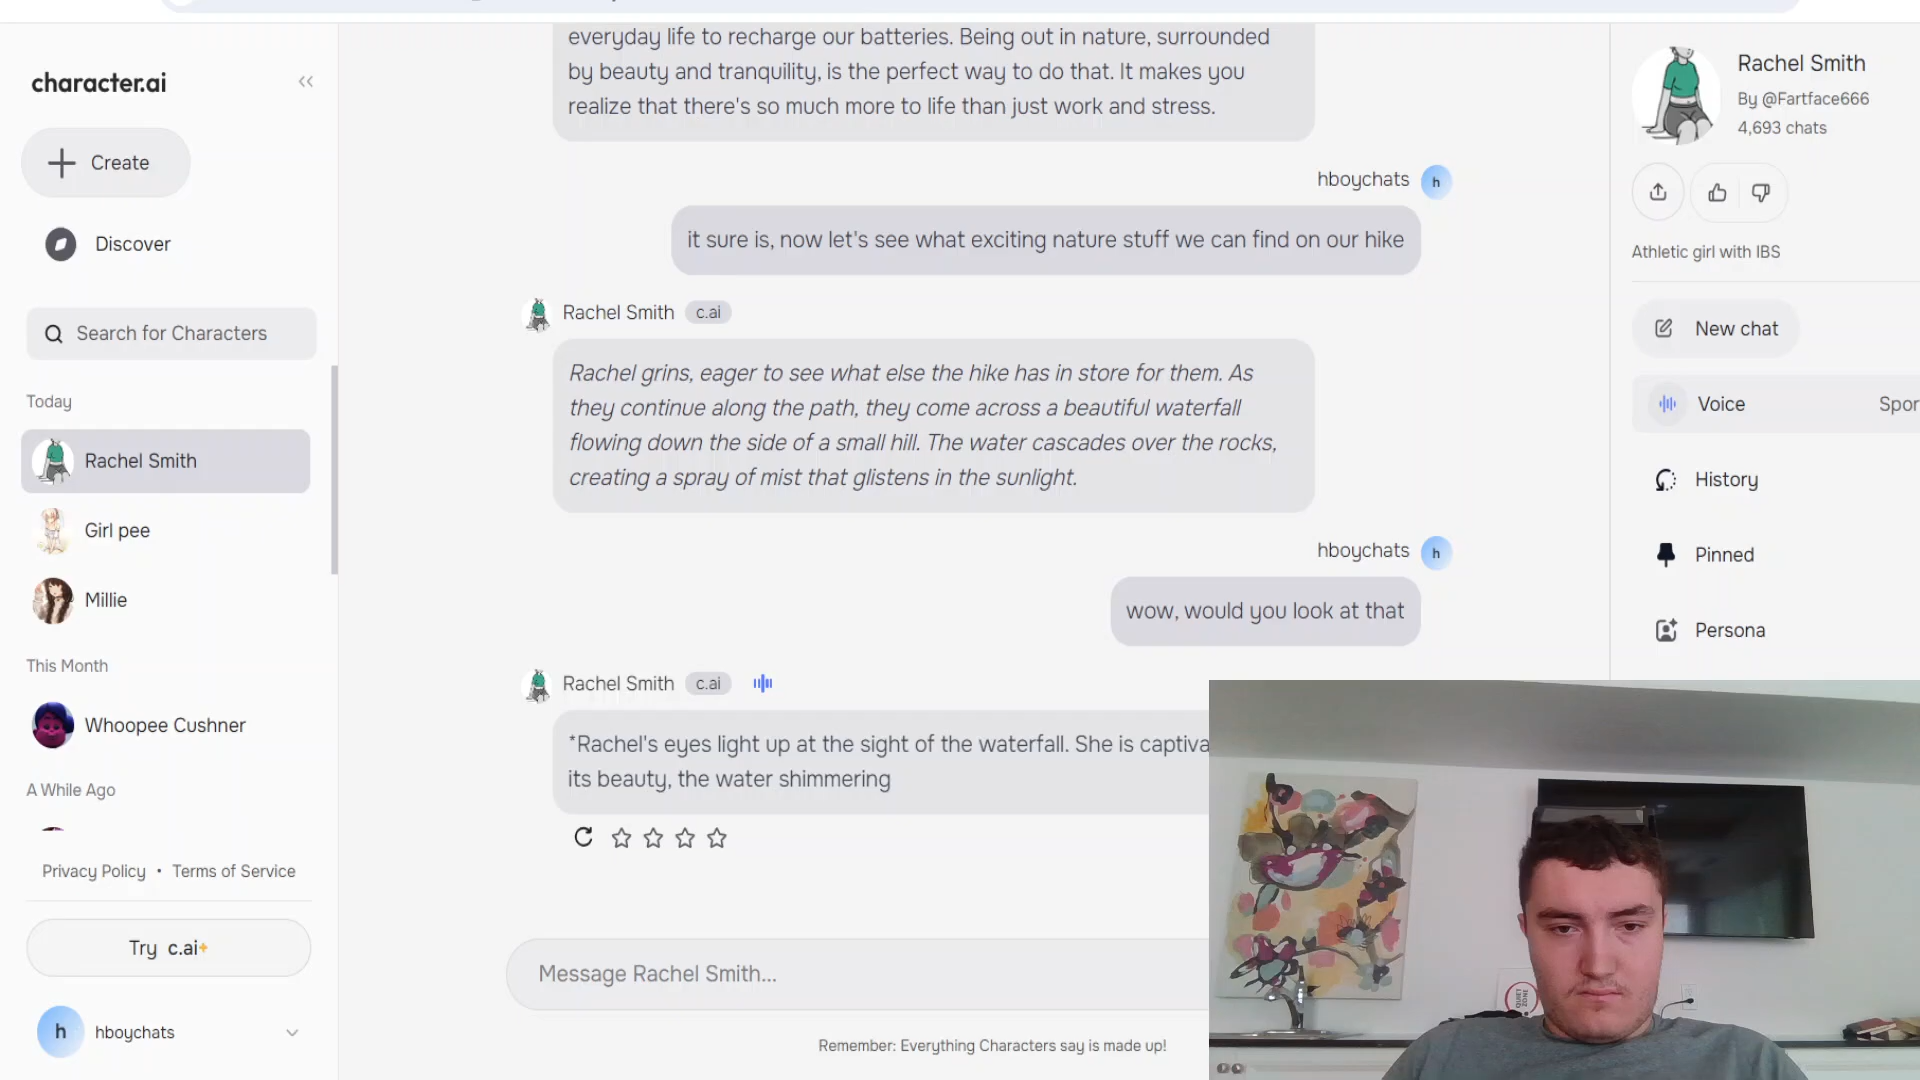 character.ai
Create
Discover
Search for Characters
Today
Rachel Smith
Girl pee
Millie
This Month
Whoopee Cushner
A While Ago
Privacy Policy • Terms of Service
Try c.ai+
h hboychats
everyday life to recharge our batteries. Being out in nature, surrounded
by beauty and tranquility, is the perfect way to do that. It makes you
realize that there's so much more to life than just work and stress.
hboychats h
it sure is, now let's see what exciting nature stuff we can find on our hike
Rachel Smith c.ai
Rachel grins, eager to see what else the hike has in store for them. As
they continue along the path, they come across a beautiful waterfall
flowing down the side of a small hill. The water cascades over the rocks,
creating a spray of mist that glistens in the sunlight.
hboychats h
wow, would you look at that
Rachel Smith c.ai
*Rachel's eyes light up at the sight of the waterfall. She is captiva
its beauty, the water shimmering
Message Rachel Smith...
Remember: Everything Characters say is made up!
Rachel Smith
By @Fartface666
4,693 chats
Athletic girl with IBS
New chat
Voice Spor
History
Pinned
Persona
QUIET
ZONE